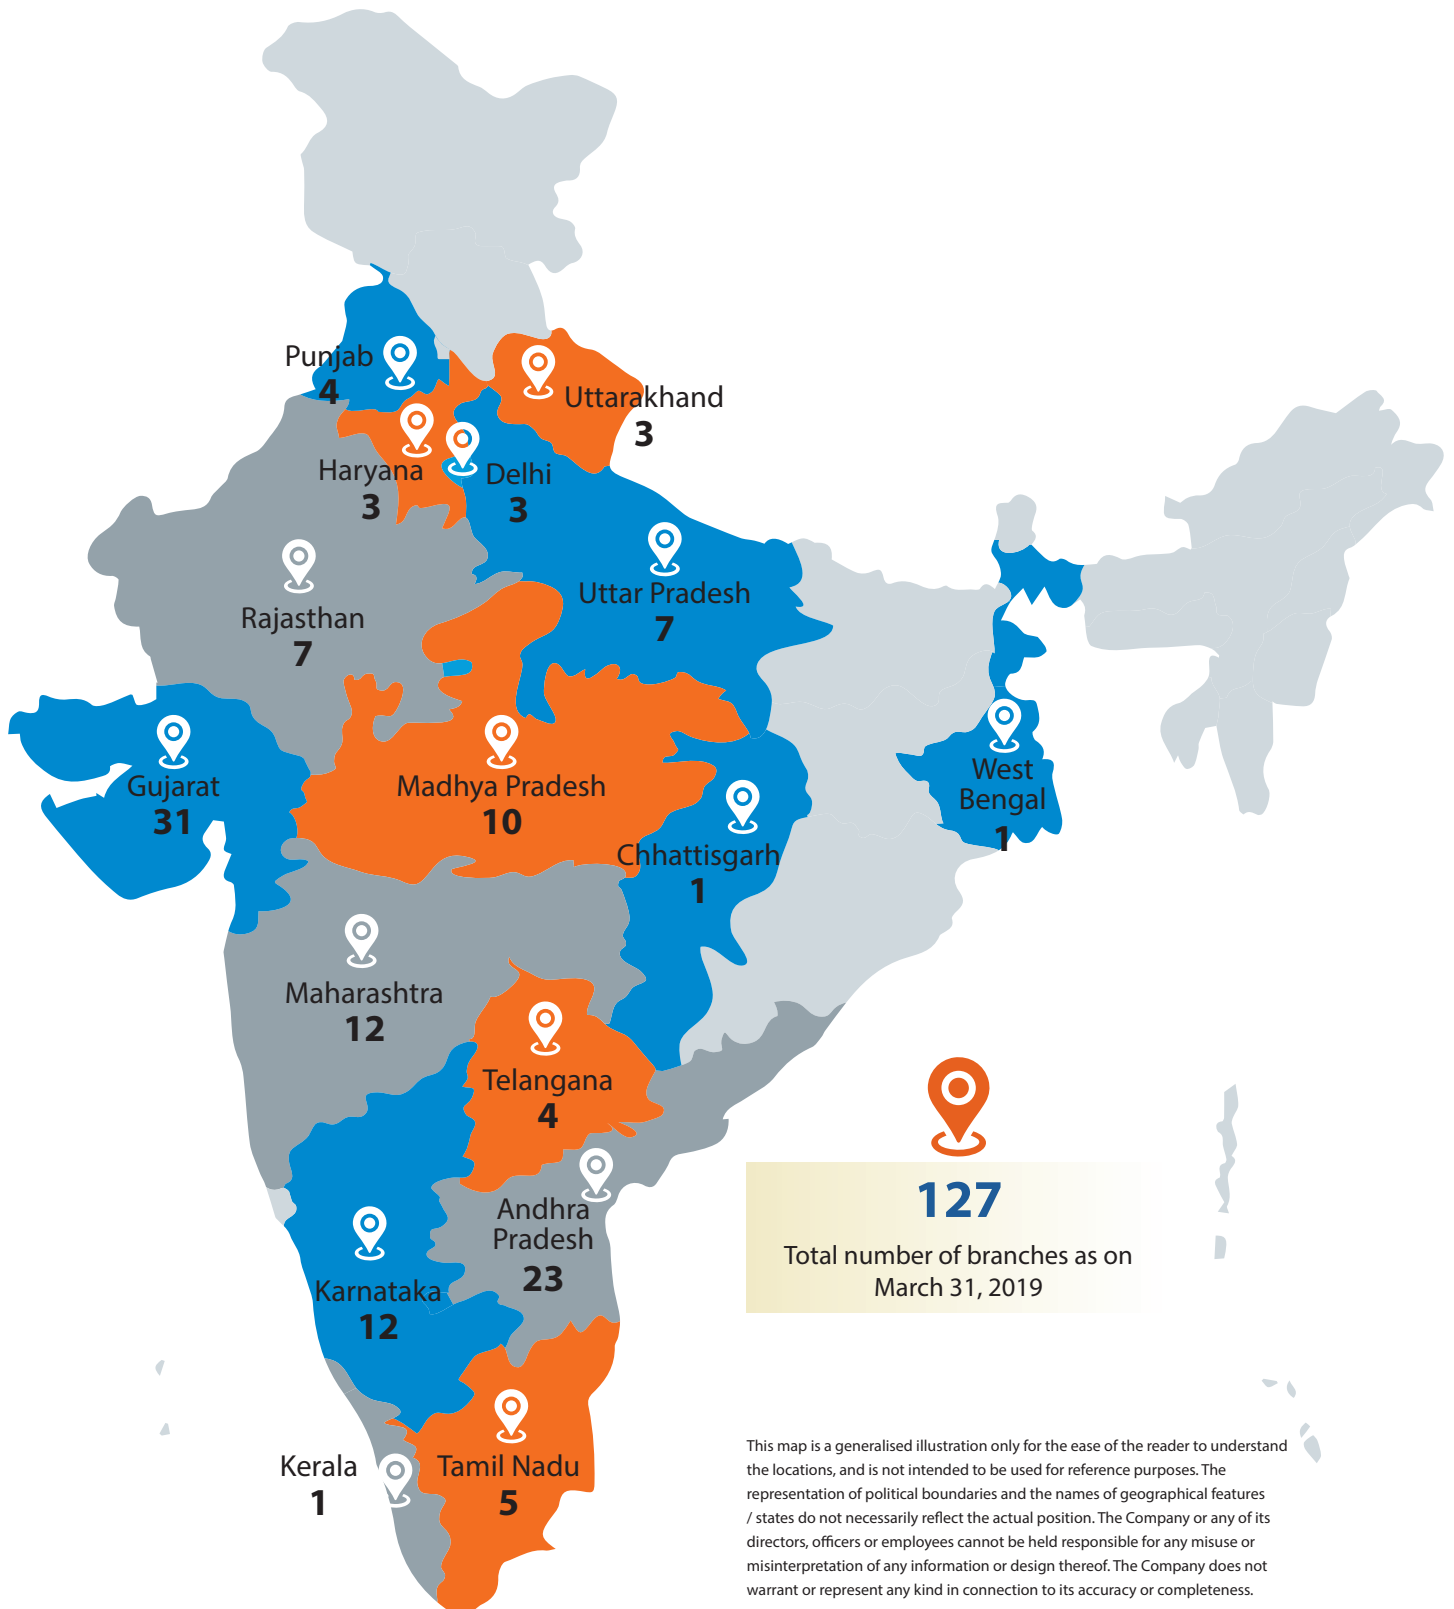 Punjab
4
Uttarakhand
3
Haryana
3
Delhi
3
Uttar Pradesh
7
Rajasthan
7
Gujarat
31
Madhya Pradesh
10
West
Bengal
1
Chhattisgarh
1
Maharashtra
12
Telangana
4
Andhra
Pradesh
23
Karnataka
12
Kerala
1
Tamil Nadu
5
127
Total number of branches as on
March 31, 2019
This map is a generalised illustration only for the ease of the reader to understand
the locations, and is not intended to be used for reference purposes. The
representation of political boundaries and the names of geographical features
/ states do not necessarily reflect the actual position. The Company or any of its
directors, officers or employees cannot be held responsible for any misuse or
misinterpretation of any information or design thereof. The Company does not
warrant or represent any kind in connection to its accuracy or completeness.